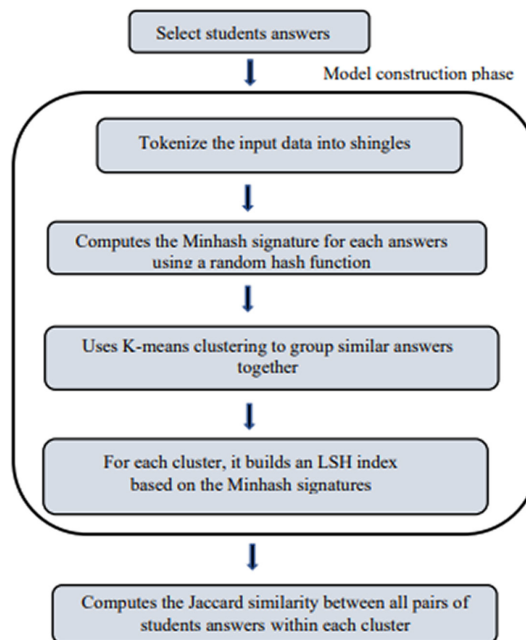 Select students answers
Model construction phase
Tokenize the input data into shingles
Computes the Minhash signature for each answers
using a random hash function
Uses K-means clustering to group similar answers
together
For each cluster, it builds an LSH index
based on the Minhash signatures
Computes the Jaccard similarity between all pairs of
students answers within each cluster